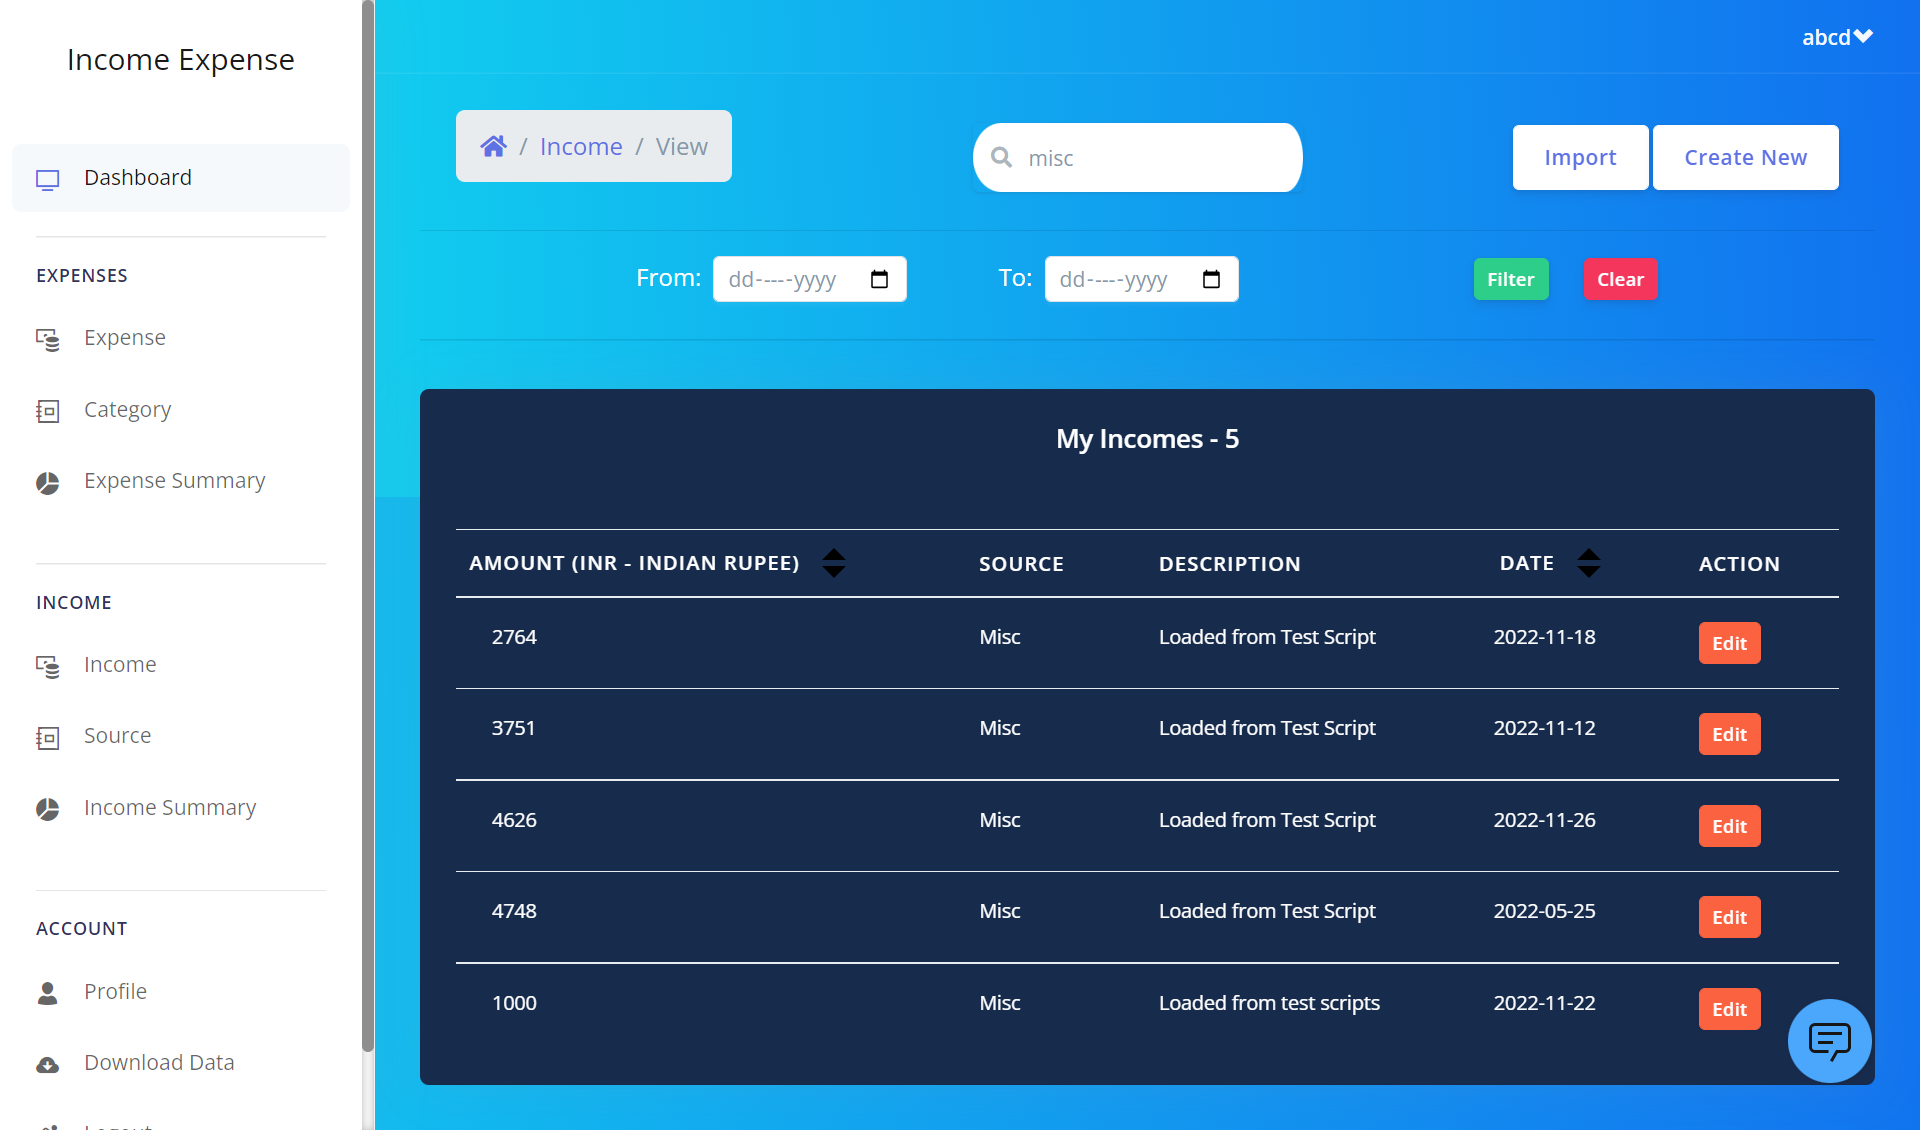 Income Expense
Dashboard
EXPENSES
Expense
Category
Expense Summary
INCOME
Income
Source
Income Summary
ACCOUNT
Profile
Download Data
Logout
abcd
/ Income / View
misc
Import
Create New
From: dd-----yyyy
To: dd-----yyyy
Filter
Clear
My Incomes - 5
AMOUNT (INR - INDIAN RUPEE) SOURCE DESCRIPTION DATE ACTION
2764 Misc Loaded from Test Script 2022-11-18 Edit
3751 Misc Loaded from Test Script 2022-11-12 Edit
4626 Misc Loaded from Test Script 2022-11-26 Edit
4748 Misc Loaded from Test Script 2022-05-25 Edit
1000 Misc Loaded from test scripts 2022-11-22 Edit